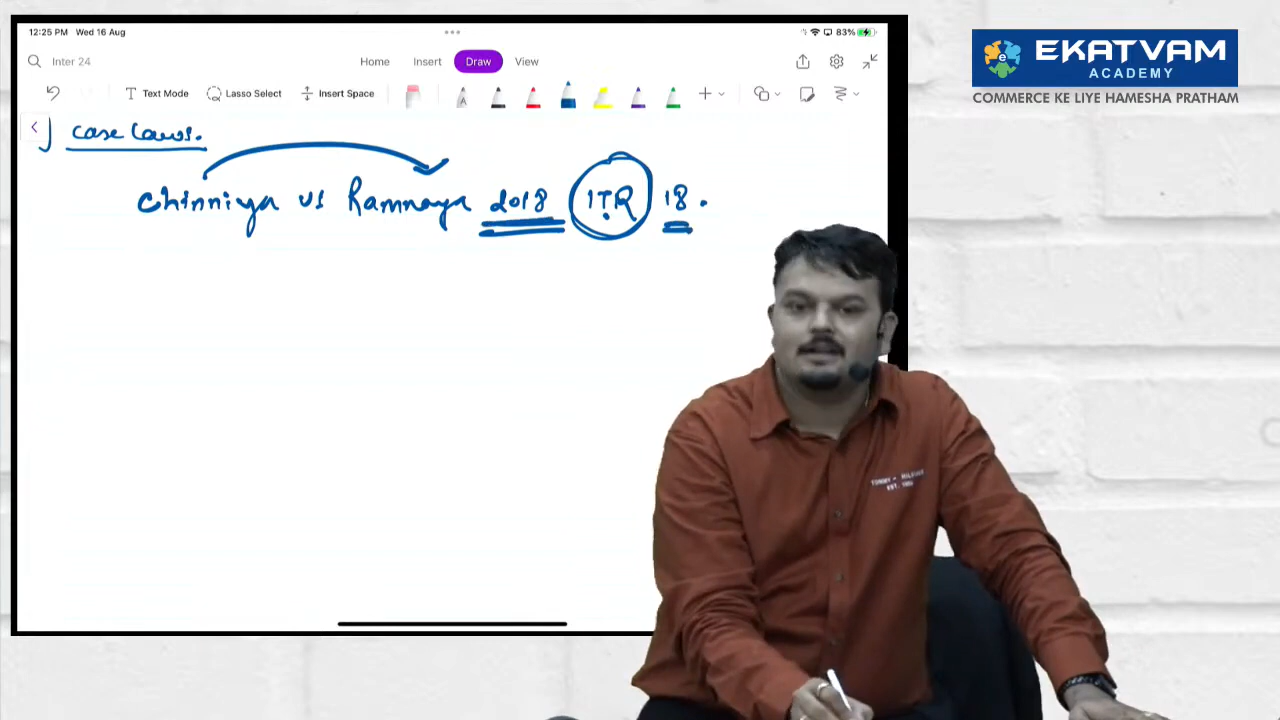 12:25 PM Wed 16 Aug
83%
Inter 24
Home Insert Draw View
Text Mode Lasso Select Insert Space
Case Laws.
Chinniya vs Ramnaya 2018 ITR 18.
EKATVAM
ACADEMY
COMMERCE KE LIYE HAMESHA PRATHAM